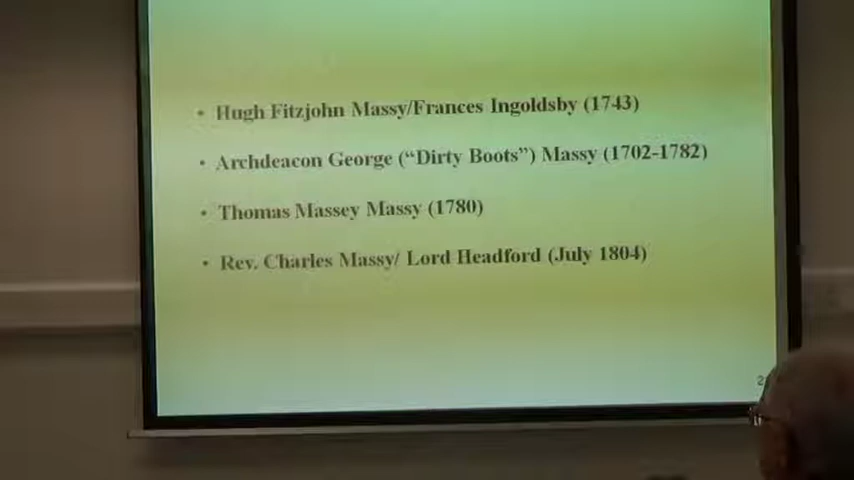 • Hugh Fitzjohn Massy/Frances Ingoldsby (1743)
• Archdeacon George (“Dirty Boots”) Massy (1702-1782)
• Thomas Massey Massy (1780)
• Rev. Charles Massy/ Lord Headford (July 1804)